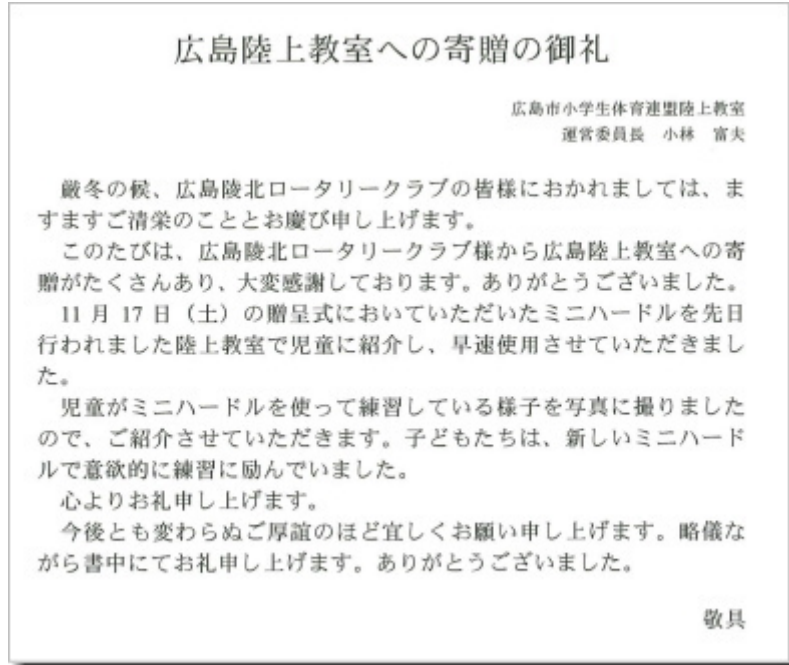 広島陸上教室への寄贈の御礼
広島市小学生体育連盟陸上教室
運営委員長 小林 富夫
厳冬の候、広島陵北ロータリークラブの皆様におかれましては、ま
すますご清栄のこととお慶び申し上げます。
このたびは、広島陵北ロータリークラブ様から広島陸上教室への寄
贈がたくさんあり、大変感謝しております。ありがとうございました。
11 月 17 日（土）の贈呈式においていただいたミニハードルを先日
行われました陸上教室で児童に紹介し、早速使用させていただきまし
た。
児童がミニハードルを使って練習している様子を写真に撮りました
ので、ご紹介させていただきます。子どもたちは、新しいミニハード
ルで意欲的に練習に励んでいました。
心よりお礼申し上げます。
今後とも変わらぬご厚誼のほど宜しくお願い申し上げます。略儀な
がら書中にてお礼申し上げます。ありがとうございました。
敬具